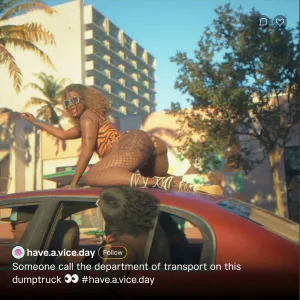 have.a.vice.day Follow
Someone call the department of transport on this
dumptruck 👀 #have.a.vice.day